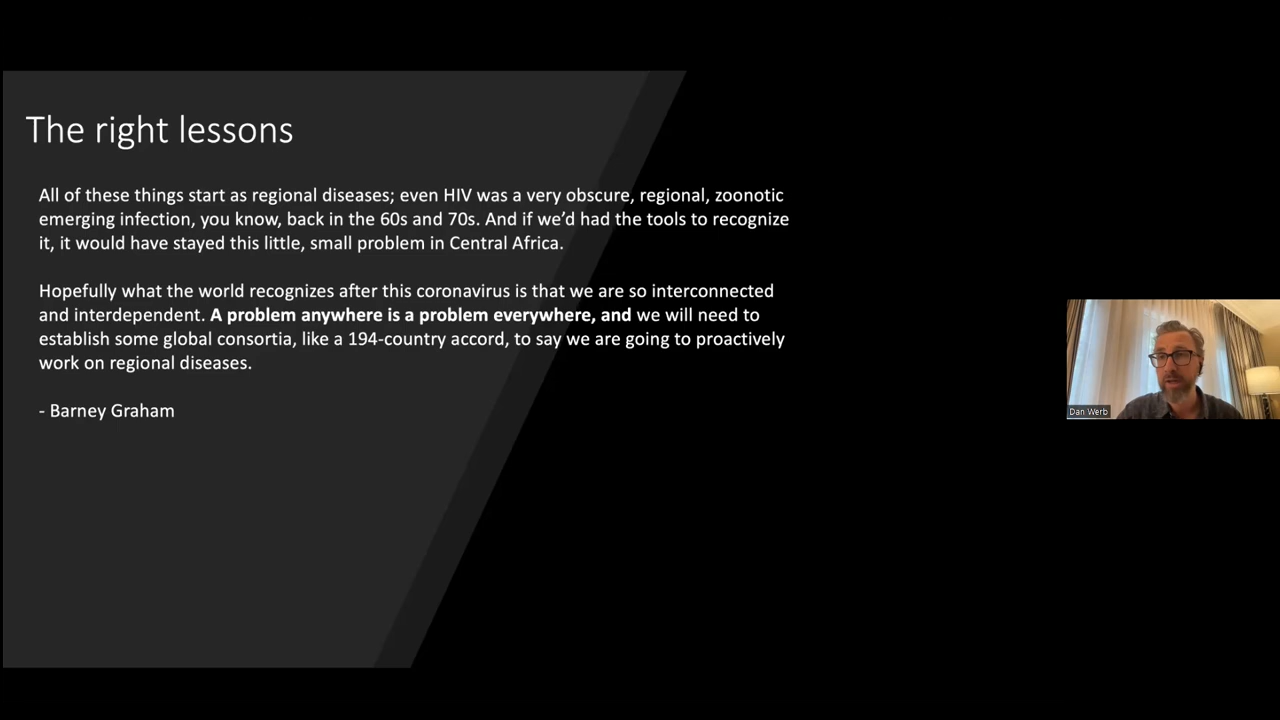 The right lessons
All of these things start as regional diseases; even HIV was a very obscure, regional, zoonotic
emerging infection, you know, back in the 60s and 70s. And if we’d had the tools to recognize
it, it would have stayed this little, small problem in Central Africa.
Hopefully what the world recognizes after this coronavirus is that we are so interconnected
and interdependent. A problem anywhere is a problem everywhere, and we will need to
establish some global consortia, like a 194-country accord, to say we are going to proactively
work on regional diseases.
- Barney Graham
Dan Werb